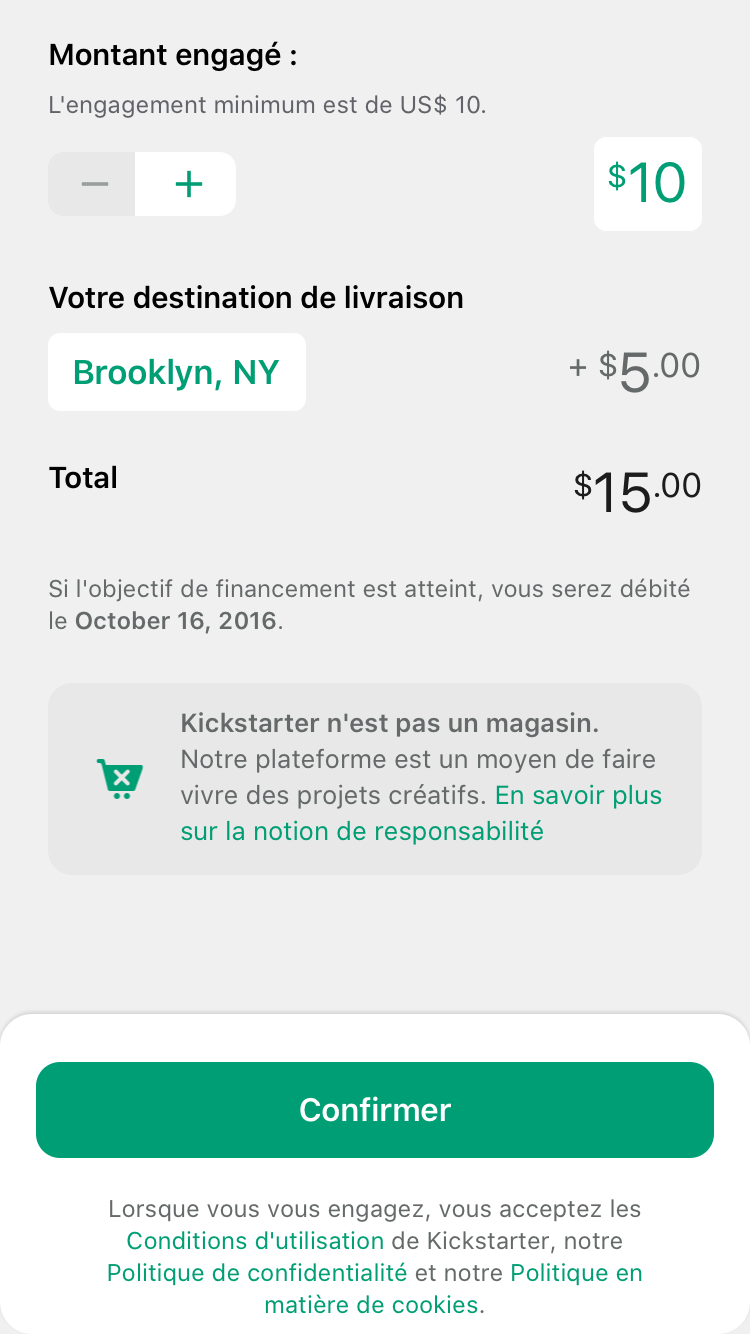 Montant engagé :
L'engagement minimum est de US$ 10.
− + $10
Votre destination de livraison
Brooklyn, NY + $5.00
Total $15.00
Si l'objectif de financement est atteint, vous serez débité
le October 16, 2016.
Kickstarter n'est pas un magasin.
Notre plateforme est un moyen de faire
vivre des projets créatifs. En savoir plus
sur la notion de responsabilité
Confirmer
Lorsque vous vous engagez, vous acceptez les
Conditions d'utilisation de Kickstarter, notre
Politique de confidentialité et notre Politique en
matière de cookies.